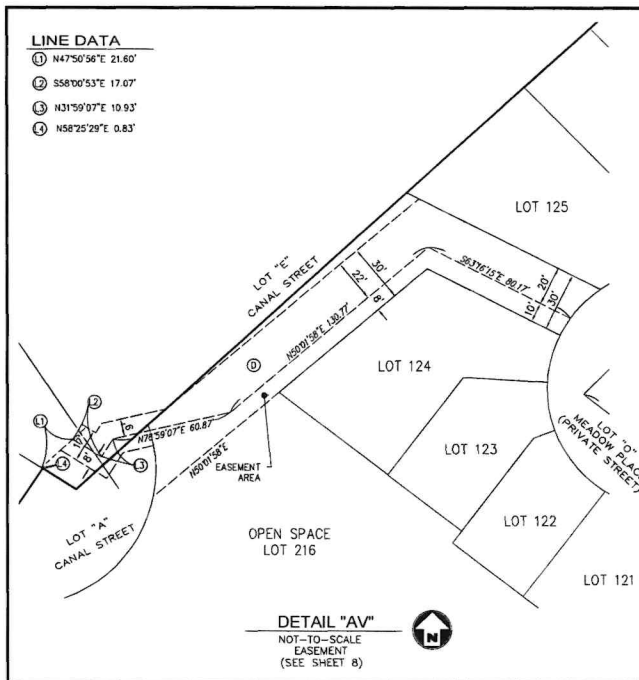 LINE DATA
L1 N47°50'56"E 21.60'
L2 S58°00'53"E 17.07'
L3 N31°59'07"E 10.93'
L4 N58°25'29"E 0.83'
LOT 125
LOT "E"
CANAL STREET
S63°16'15"E 80.17'
30'
22'
20'
30'
10'
8'
N50°01'58"E 130.77'
D
LOT 124
LOT "O"
MEADOW PLACE
(PRIVATE STREET)
L2
L1
9'
N78°59'07"E 60.87'
17'
8'
L4
L3
N50°01'58"E
EASEMENT
AREA
LOT 123
LOT "A"
CANAL STREET
OPEN SPACE
LOT 216
LOT 122
LOT 121
DETAIL "AV"
NOT-TO-SCALE
EASEMENT
(SEE SHEET 8)
N